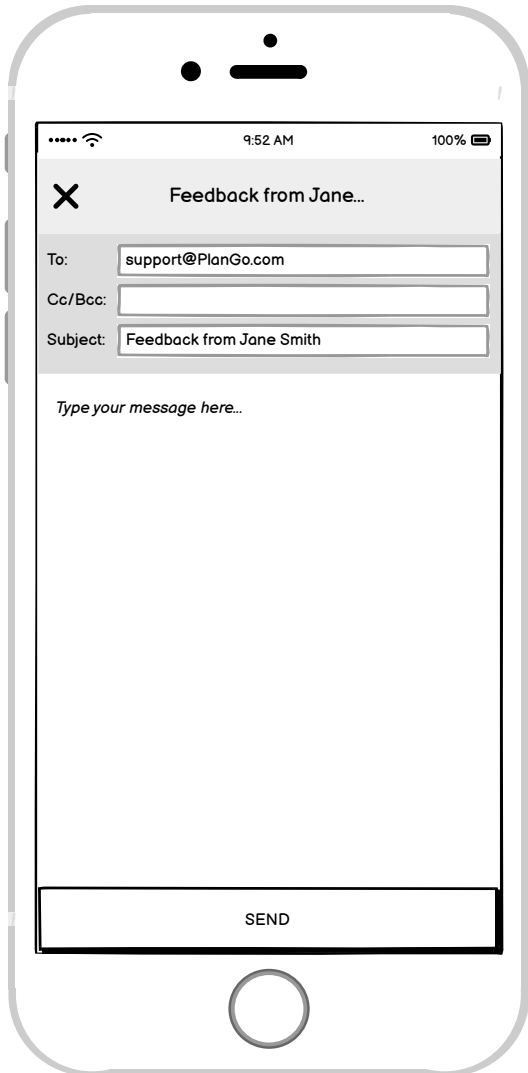 9:52 AM 100%
Feedback from Jane...
To: support@PlanGo.com
Cc/Bcc:
Subject: Feedback from Jane Smith
Type your message here...
SEND